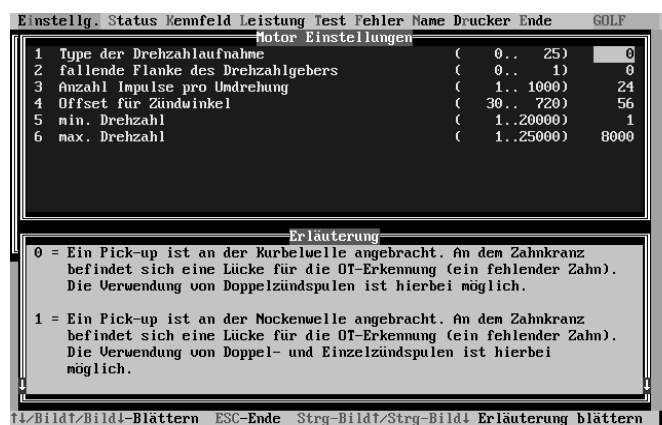 Einstellg. Status Kennfeld Leistung Test Fehler Name Drucker Ende GOLF
Motor Einstellungen
1 Type der Drehzahlaufnahme ( 0.. 25) 0
2 fallende Flanke des Drehzahlgebers ( 0.. 1) 0
3 Anzahl Impulse pro Umdrehung ( 1.. 1000) 24
4 Offset für Zündwinkel ( 30.. 720) 56
5 min. Drehzahl ( 1..20000) 1
6 max. Drehzahl ( 1..25000) 8000
Erläuterung
0 = Ein Pick-up ist an der Kurbelwelle angebracht. An dem Zahnkranz
befindet sich eine Lücke für die OT-Erkennung (ein fehlender Zahn).
Die Verwendung von Doppelzündspulen ist hierbei möglich.
1 = Ein Pick-up ist an der Nockenwelle angebracht. An dem Zahnkranz
befindet sich eine Lücke für die OT-Erkennung (ein fehlender Zahn).
Die Verwendung von Doppel- und Einzelzündspulen ist hierbei
möglich.
↑↓/Bild↑/Bild↓-Blättern ESC-Ende Strg-Bild↑/Strg-Bild↓ Erläuterung blättern